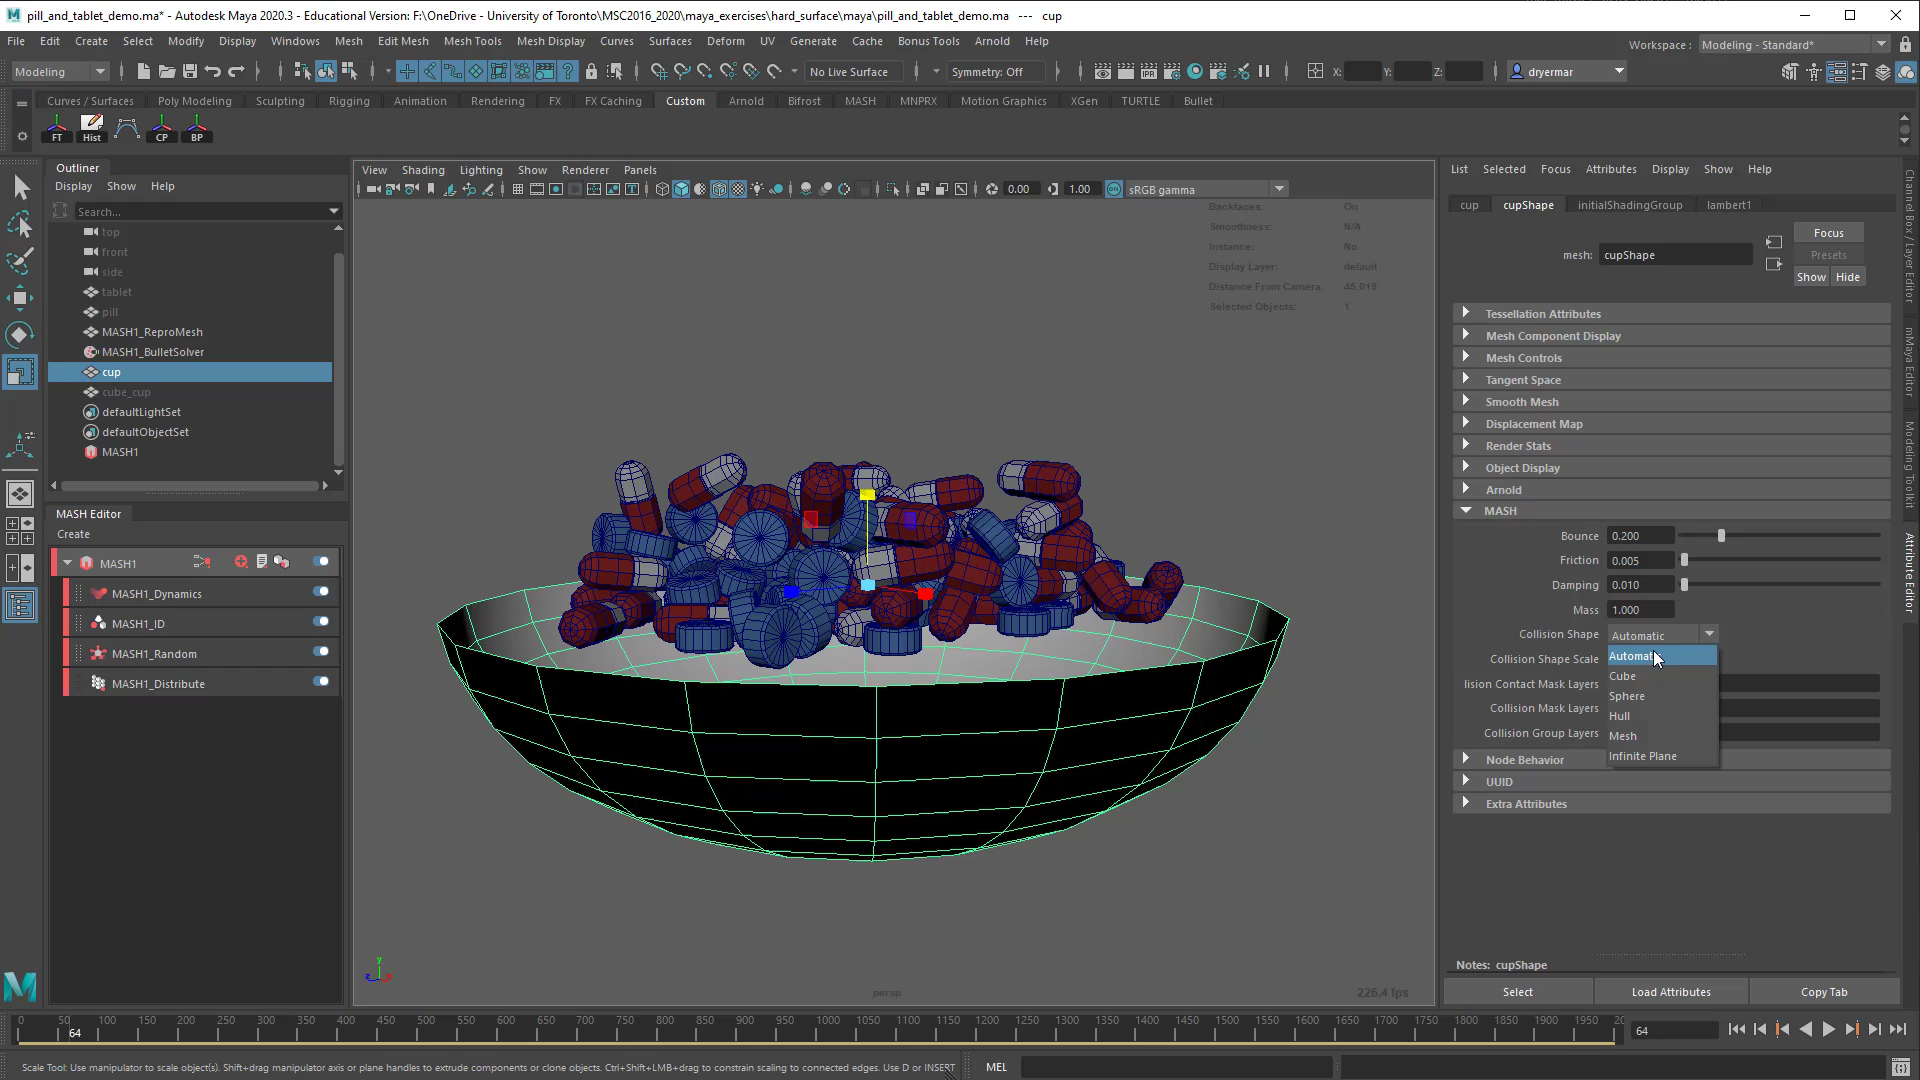 pill_and_tablet_demo.ma* - Autodesk Maya 2020.3 - Educational Version: F:\OneDrive - University of Toronto\MSC2016_2020\maya_exercises\hard_surface\maya\pill_and_tablet_demo.ma --- cup
File Edit Create Select Modify Display Windows Mesh Edit Mesh Mesh Tools Mesh Display Curves Surfaces Deform UV Generate Cache Bonus Tools Arnold Help
Workspace : Modeling - Standard*
Modeling No Live Surface Symmetry: Off X: Y: Z: dryermar
Curves / Surfaces Poly Modeling Sculpting Rigging Animation Rendering FX FX Caching Custom Arnold Bifrost MASH MNPRX Motion Graphics XGen TURTLE Bullet
FT Hist CP BP
Outliner
Display Show Help
Search...
top
front
side
tablet
pill
MASH1_ReproMesh
MASH1_BulletSolver
cup
cube_cup
defaultLightSet
defaultObjectSet
MASH1
MASH Editor
Create
MASH1
MASH1_Dynamics
MASH1_ID
MASH1_Random
MASH1_Distribute
View Shading Lighting Show Renderer Panels
0.00 1.00 ON sRGB gamma
Backfaces: On
Smoothness: N/A
Instance: No
Display Layer: default
Distance From Camera: 45.019
Selected Objects: 1
y
z x
persp
226.4 fps
List Selected Focus Attributes Display Show Help
cup cupShape initialShadingGroup lambert1
Focus
mesh: cupShape
Presets
Show Hide
Tessellation Attributes
Mesh Component Display
Mesh Controls
Tangent Space
Smooth Mesh
Displacement Map
Render Stats
Object Display
Arnold
MASH
Bounce 0.200
Friction 0.005
Damping 0.010
Mass 1.000
Collision Shape Automatic
Collision Shape Scale Automat
Cube
lision Contact Mask Layers
Sphere
Collision Mask Layers
Hull
Collision Group Layers
Mesh
Infinite Plane
Node Behavior
UUID
Extra Attributes
Notes: cupShape
Select Load Attributes Copy Tab
Channel Box / Layer Editor
mMaya Editor
Modeling Toolkit
Attribute Editor
0 50 100 150 200 250 300 350 400 450 500 550 600 650 700 750 800 850 900 950 1000 1050 1100 1150 1200 1250 1300 1350 1400 1450 1500 1550 1600 1650 1700 1750 1800 1850 1900 1950 20
64
64
Scale Tool: Use manipulator to scale object(s). Shift+drag manipulator axis or plane handles to extrude components or clone objects. Ctrl+Shift+LMB+drag to constrain scaling to connected edges. Use D or INSERT
MEL